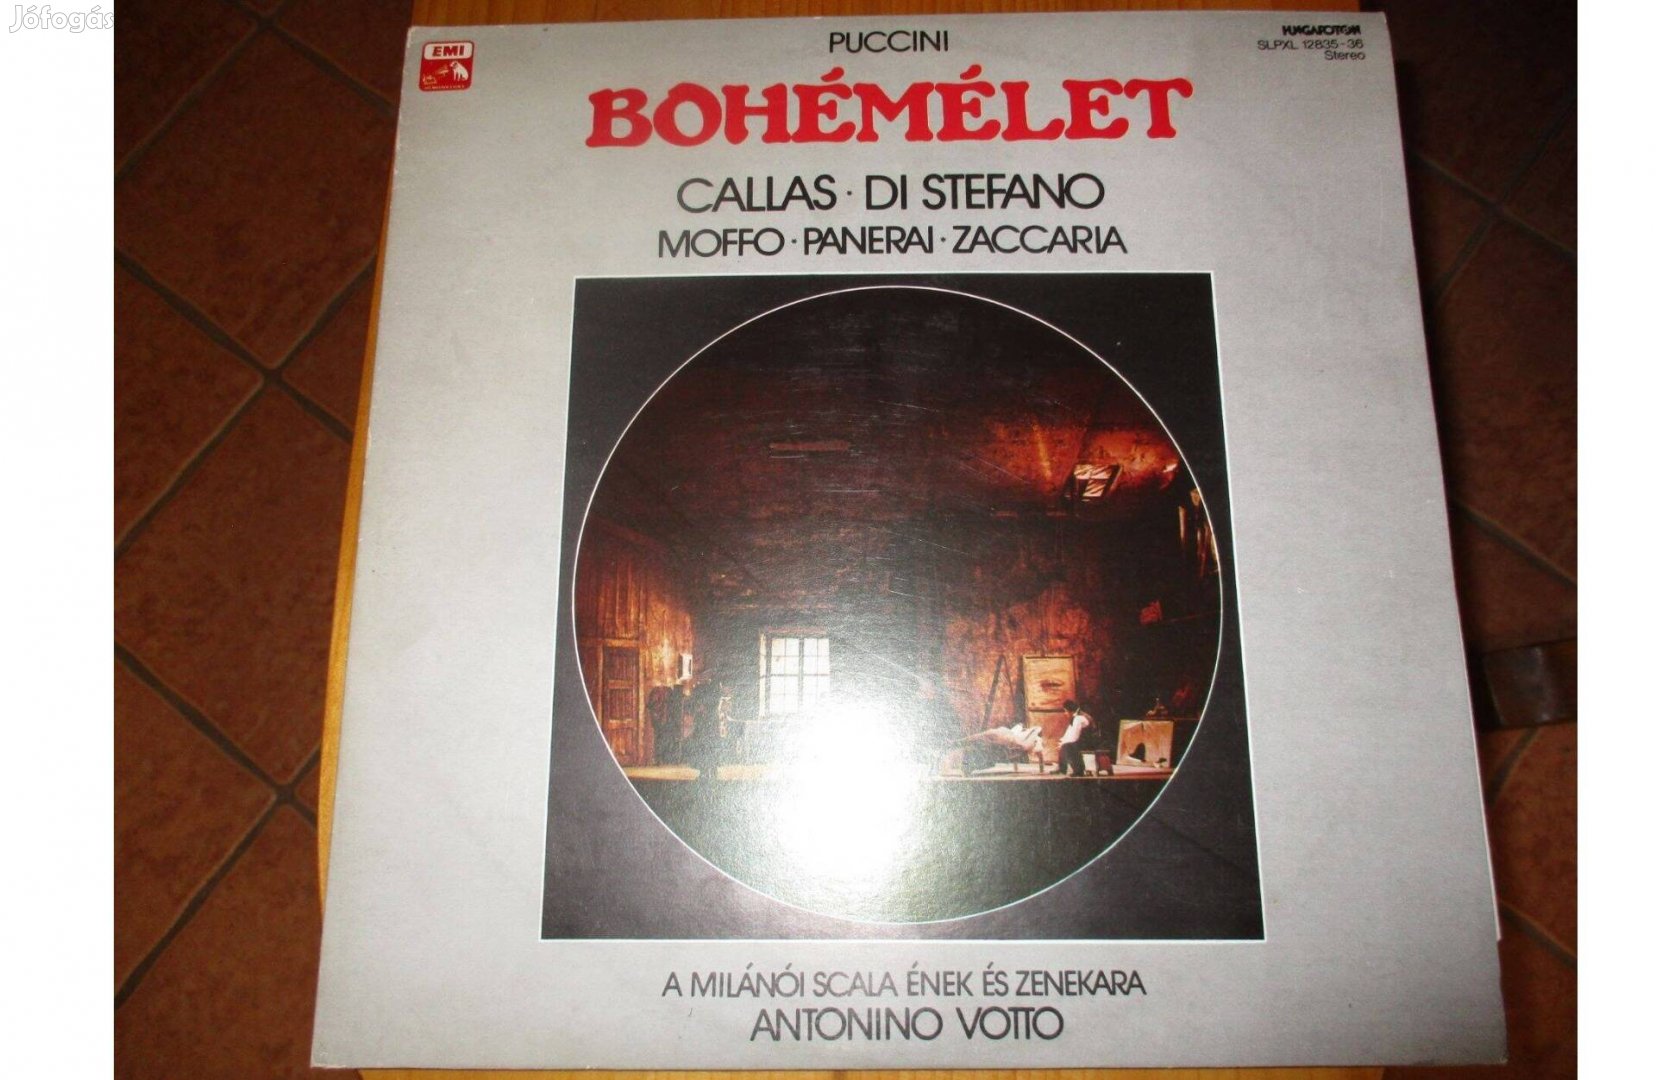 Jófogás
EMI
PUCCINI
HUNGAROTON
SLPXL 12835-36
Stereo
BOHÉMÉLET
CALLAS · DI STEFANO
MOFFO · PANERAI · ZACCARIA
A MILÁNÓI SCALA ÉNEK ÉS ZENEKARA
ANTONINO VOTTO